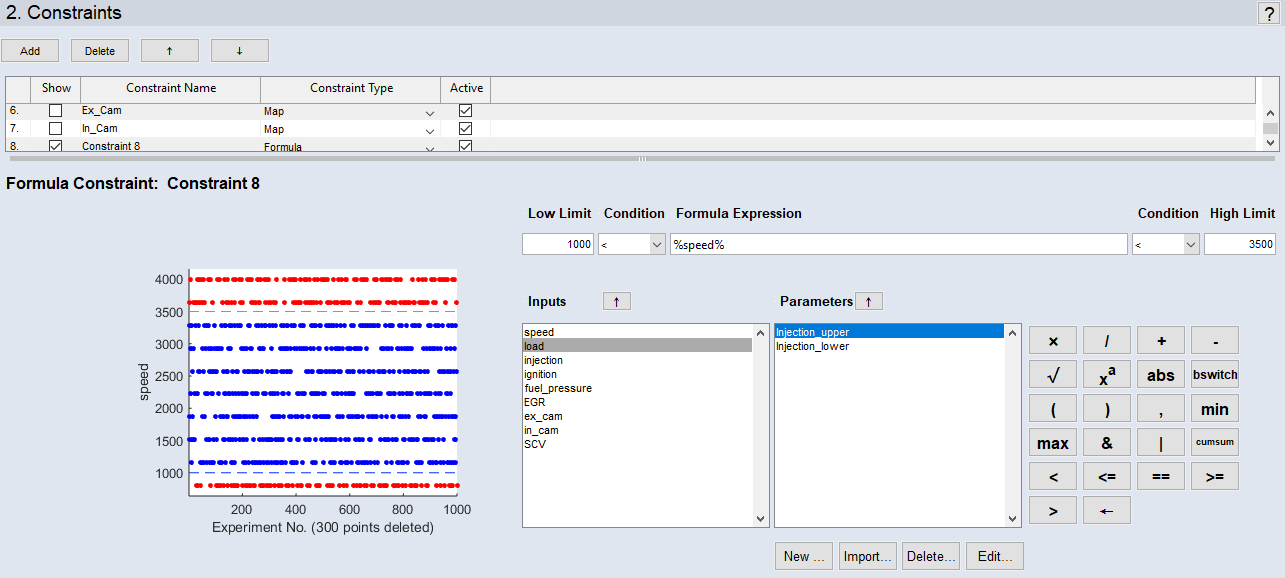 2. Constraints ?
Add Delete ↑ ↓
Show Constraint Name Constraint Type Active
6. Ex_Cam Map
7. In_Cam Map
8. Constraint 8 Formula
Formula Constraint: Constraint 8
Low Limit Condition Formula Expression Condition High Limit
1000 < %speed% < 3500
Inputs ↑ Parameters ↑
speed
load
injection
ignition
fuel_pressure
EGR
ex_cam
in_cam
SCV
Injection_upper
Injection_lower
× / + -
√ xᵃ abs bswitch
( ) , min
max & | cumsum
< <= == >=
> ←
New ... Import... Delete... Edit...
speed
4000
3500
3000
2500
2000
1500
1000
200 400 600 800 1000
Experiment No. (300 points deleted)